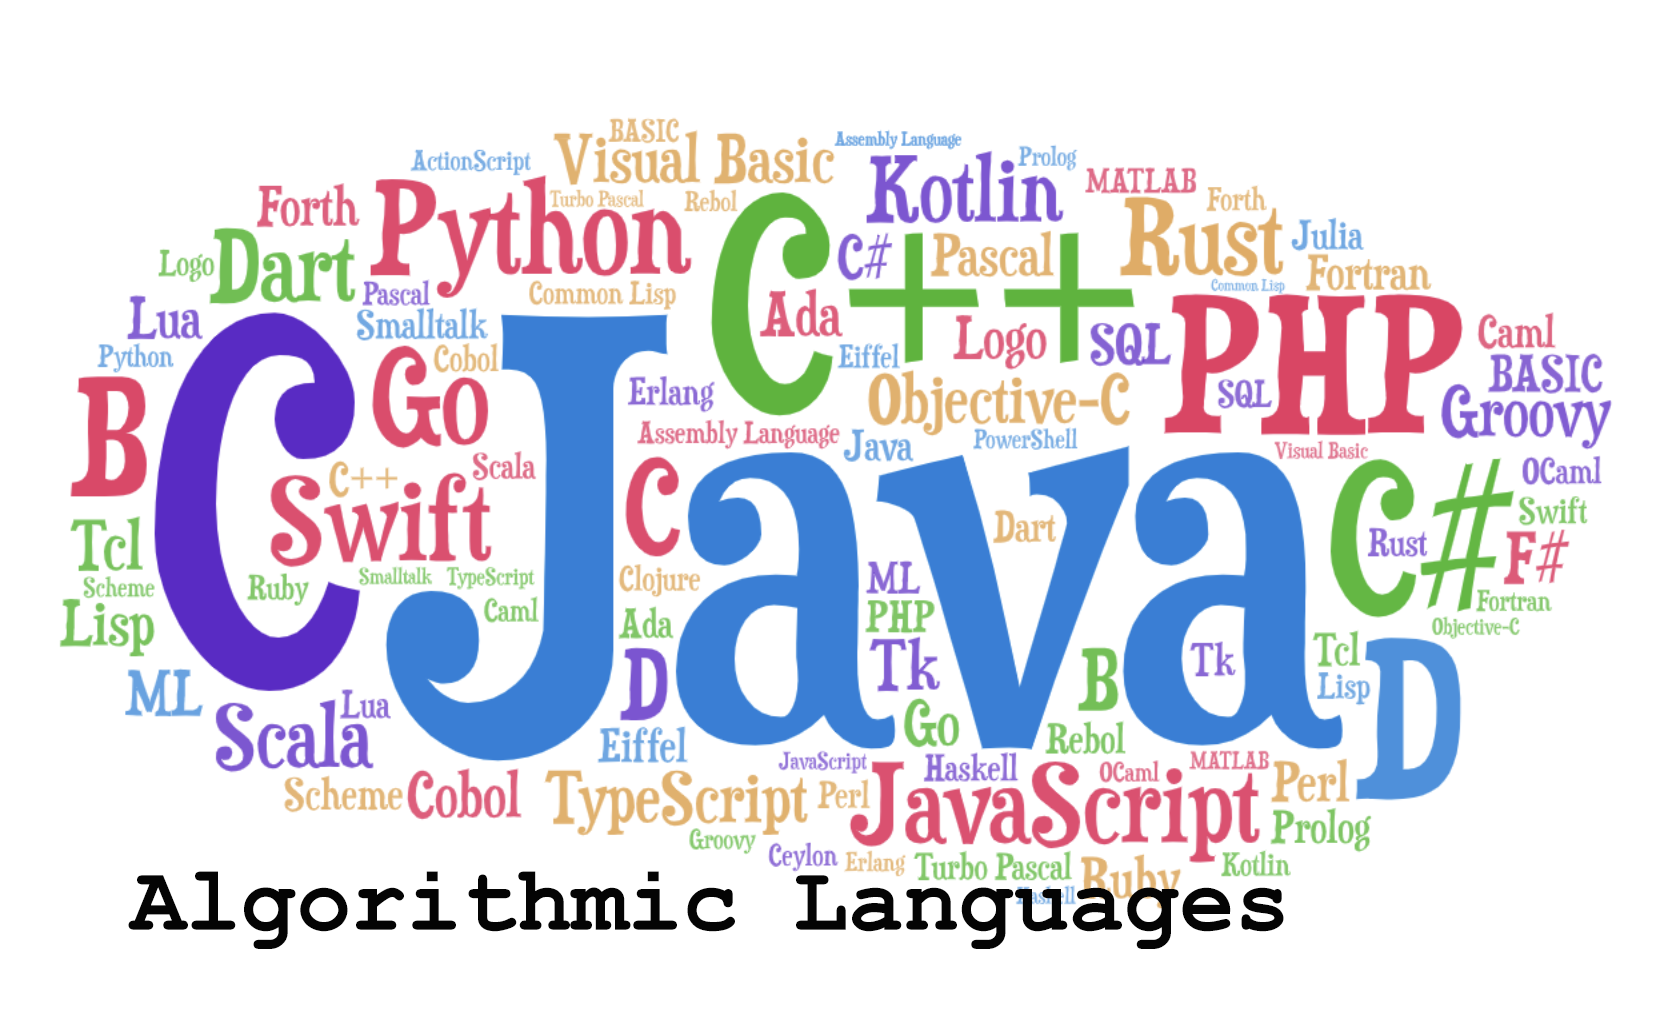 BASIC
Visual Basic
Assembly Language
ActionScript
Kotlin
Prolog
MATLAB
Forth
Python
Turbo Pascal
Rebol
C++
Rust
Forth
Julia
Logo
Dart
Pascal
Smalltalk
Common Lisp
C#
Pascal
Ada
Logo
Eiffel
SQL
Common Lisp
Fortran
PHP
SQL
Caml
BASIC
Groovy
Lua
Python
B
C
Go
Cobol
Java
Erlang
Assembly Language
Objective-C
Java
PowerShell
Visual Basic
C#
Rust
OCaml
Swift
F#
Fortran
Objective-C
C++
Scala
Swift
C
Dart
Tcl
Scheme
Lisp
Ruby
Smalltalk
TypeScript
Caml
Clojure
Ada
D
Eiffel
ML
PHP
Tk
Go
B
Rebol
Tk
Tcl
Lisp
D
ML
Scala
Lua
Scheme
Cobol
TypeScript
Groovy
JavaScript
Perl
Haskell
OCaml
MATLAB
JavaScript
Perl
Prolog
Ceylon
Erlang
Turbo Pascal
Ruby
Kotlin
Haskell
Algorithmic Languages